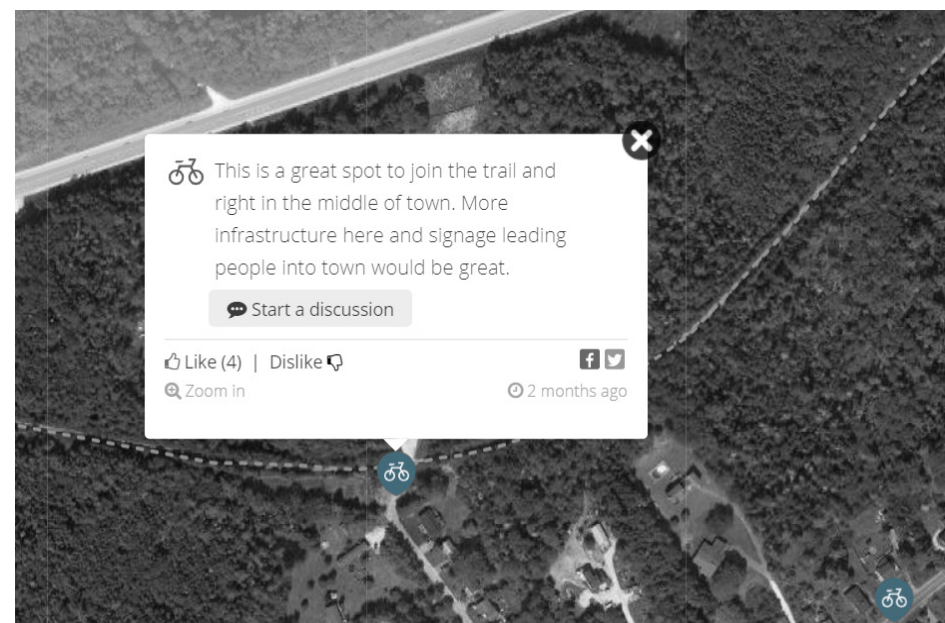 This is a great spot to join the trail and
right in the middle of town. More
infrastructure here and signage leading
people into town would be great.
Start a discussion
Like (4) | Dislike
Zoom in
2 months ago